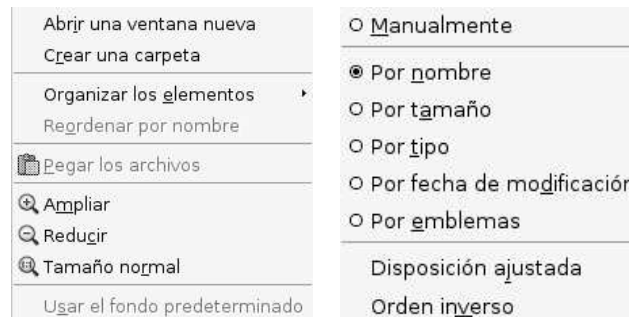 Abrir una ventana nueva
Crear una carpeta
Organizar los elementos
Reordenar por nombre
Pegar los archivos
Ampliar
Reducir
Tamaño normal
Usar el fondo predeterminado
Manualmente
Por nombre
Por tamaño
Por tipo
Por fecha de modificación
Por emblemas
Disposición ajustada
Orden inverso